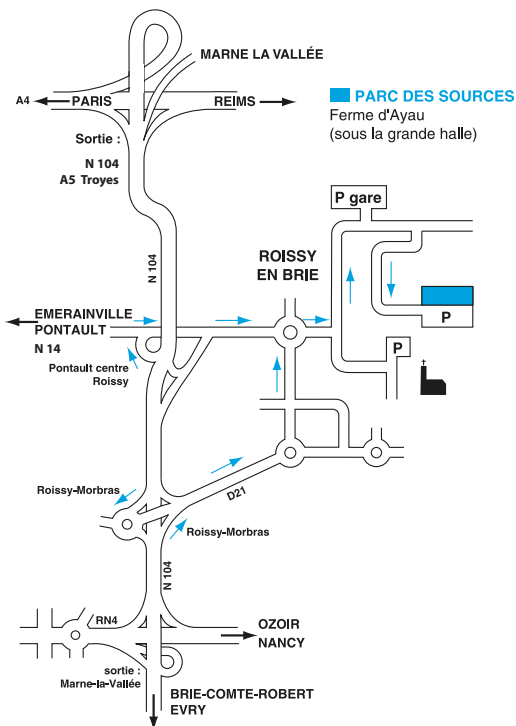 MARNE LA VALLÉE
A4
PARIS
REIMS
PARC DES SOURCES
Ferme d'Ayau
(sous la grande halle)
Sortie :
N 104
A5 Troyes
P gare
N 104
ROISSY
EN BRIE
EMERAINVILLE
PONTAULT
N 14
P
P
Pontault centre
Roissy
Roissy-Morbras
D21
Roissy-Morbras
N 104
RN4
OZOIR
NANCY
sortie :
Marne-la-Vallée
BRIE-COMTE-ROBERT
EVRY